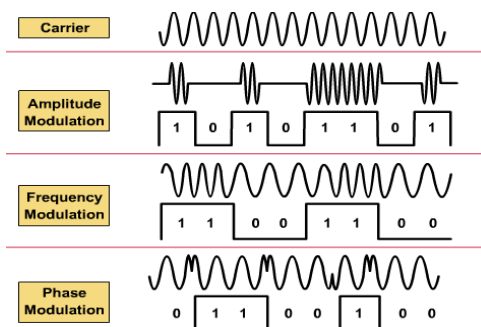 Carrier
Amplitude
Modulation
1 0 1 0 1 1 0 1
Frequency
Modulation
1 1 0 0 1 1 0 0
Phase
Modulation
0 1 1 0 0 1 0 0